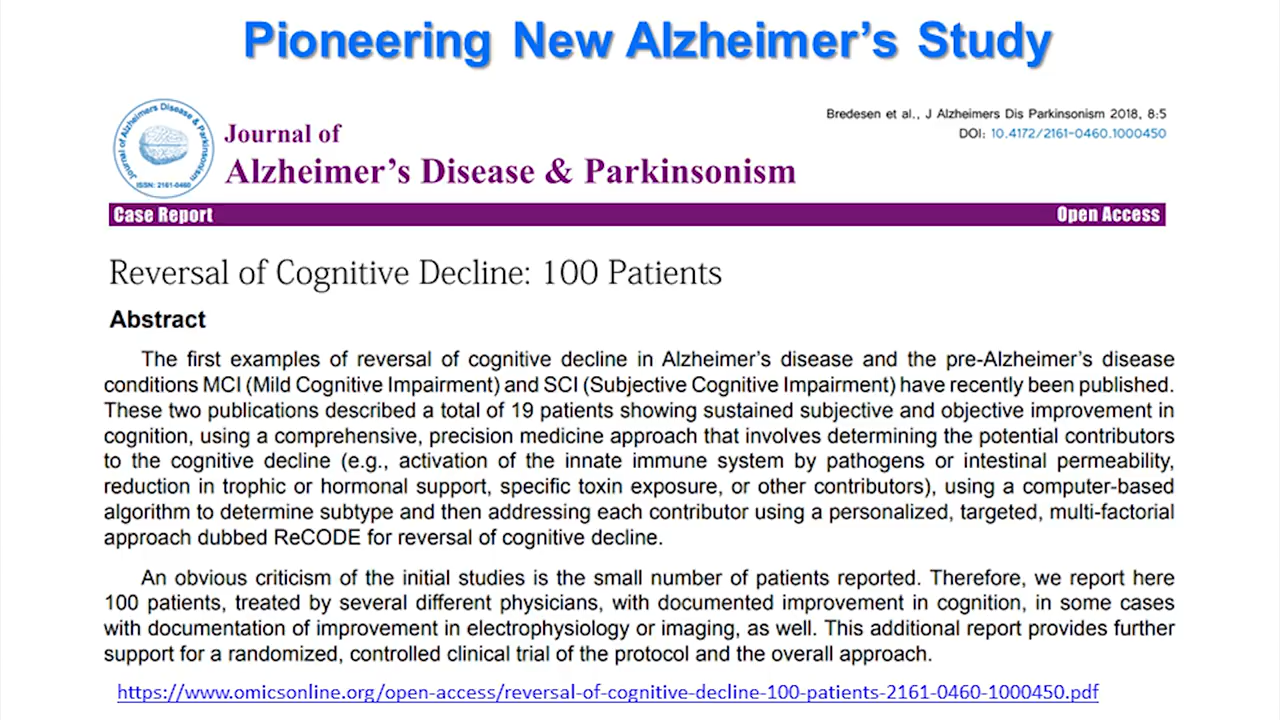 Pioneering New Alzheimer's Study
Journal of Alzheimers Disease & Parkinsonism
ISSN: 2161-0460
Journal of
Alzheimer's Disease & Parkinsonism
Bredesen et al., J Alzheimers Dis Parkinsonism 2018, 8:5
DOI: 10.4172/2161-0460.1000450
Case Report
Open Access
Reversal of Cognitive Decline: 100 Patients
Abstract
The first examples of reversal of cognitive decline in Alzheimer's disease and the pre-Alzheimer's disease
conditions MCI (Mild Cognitive Impairment) and SCI (Subjective Cognitive Impairment) have recently been published.
These two publications described a total of 19 patients showing sustained subjective and objective improvement in
cognition, using a comprehensive, precision medicine approach that involves determining the potential contributors
to the cognitive decline (e.g., activation of the innate immune system by pathogens or intestinal permeability,
reduction in trophic or hormonal support, specific toxin exposure, or other contributors), using a computer-based
algorithm to determine subtype and then addressing each contributor using a personalized, targeted, multi-factorial
approach dubbed ReCODE for reversal of cognitive decline.
An obvious criticism of the initial studies is the small number of patients reported. Therefore, we report here
100 patients, treated by several different physicians, with documented improvement in cognition, in some cases
with documentation of improvement in electrophysiology or imaging, as well. This additional report provides further
support for a randomized, controlled clinical trial of the protocol and the overall approach.
https://www.omicsonline.org/open-access/reversal-of-cognitive-decline-100-patients-2161-0460-1000450.pdf